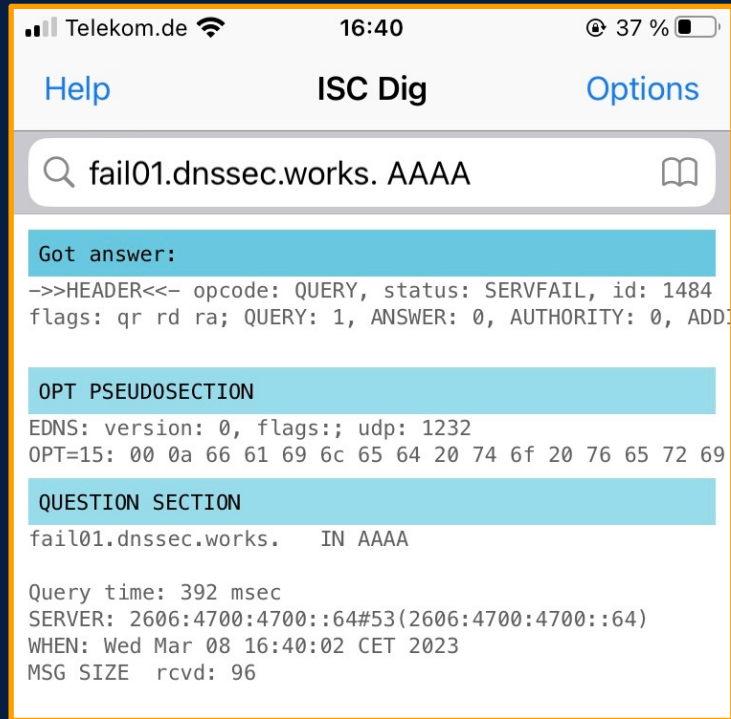 Telekom.de 16:40 37 %
Help ISC Dig Options
fail01.dnssec.works. AAAA
Got answer:
->>HEADER<<- opcode: QUERY, status: SERVFAIL, id: 1484
flags: qr rd ra; QUERY: 1, ANSWER: 0, AUTHORITY: 0, ADDI
OPT PSEUDOSECTION
EDNS: version: 0, flags:; udp: 1232
OPT=15: 00 0a 66 61 69 6c 65 64 20 74 6f 20 76 65 72 69
QUESTION SECTION
fail01.dnssec.works. IN AAAA
Query time: 392 msec
SERVER: 2606:4700:4700::64#53(2606:4700:4700::64)
WHEN: Wed Mar 08 16:40:02 CET 2023
MSG SIZE rcvd: 96